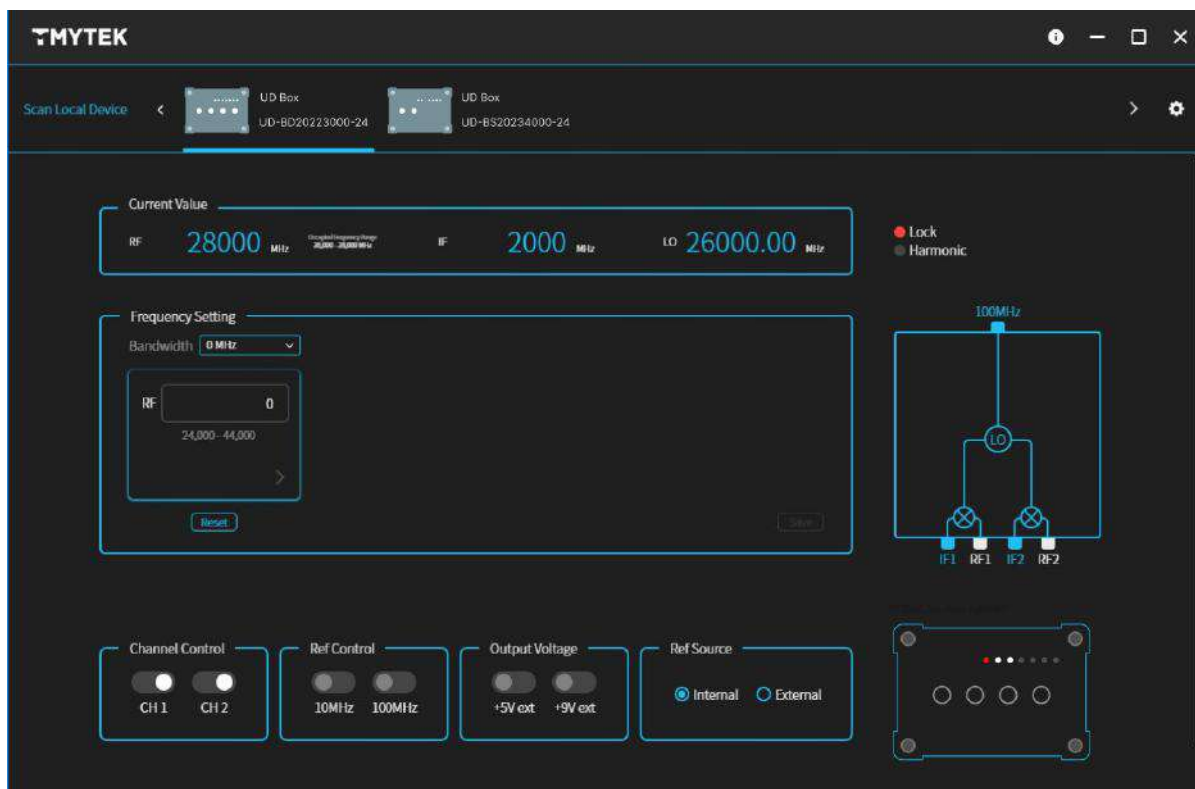 TMYTEK
Scan Local Device
UD Box
UD-BD20223000-24
UD Box
UD-BS20234000-24
Current Value
RF 28000 MHz
Occupied Frequency Range
IF 2000 MHz
LO 26000.00 MHz
Lock
Harmonic
Frequency Setting
Bandwidth 0 MHz
RF 0
24,000 - 44,000
Reset
Save
100MHz
LO
IF1 RF1 IF2 RF2
Channel Control
CH 1 CH 2
Ref Control
10MHz 100MHz
Output Voltage
+5V ext +9V ext
Ref Source
Internal External